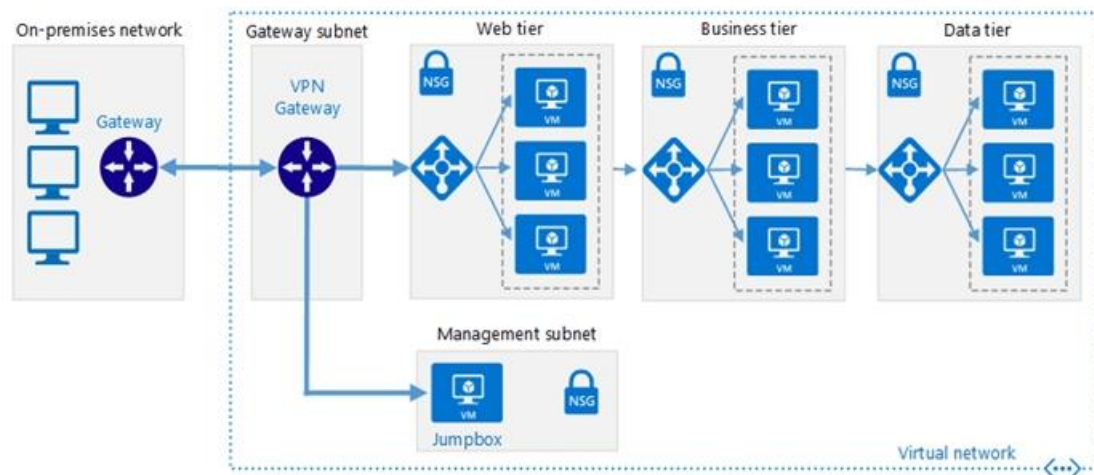 On-premises network
Gateway subnet
Web tier
Business tier
Data tier
Gateway
VPN
Gateway
NSG
NSG
NSG
VM
VM
VM
VM
VM
VM
VM
VM
VM
Management subnet
VM
NSG
Jumpbox
Virtual network